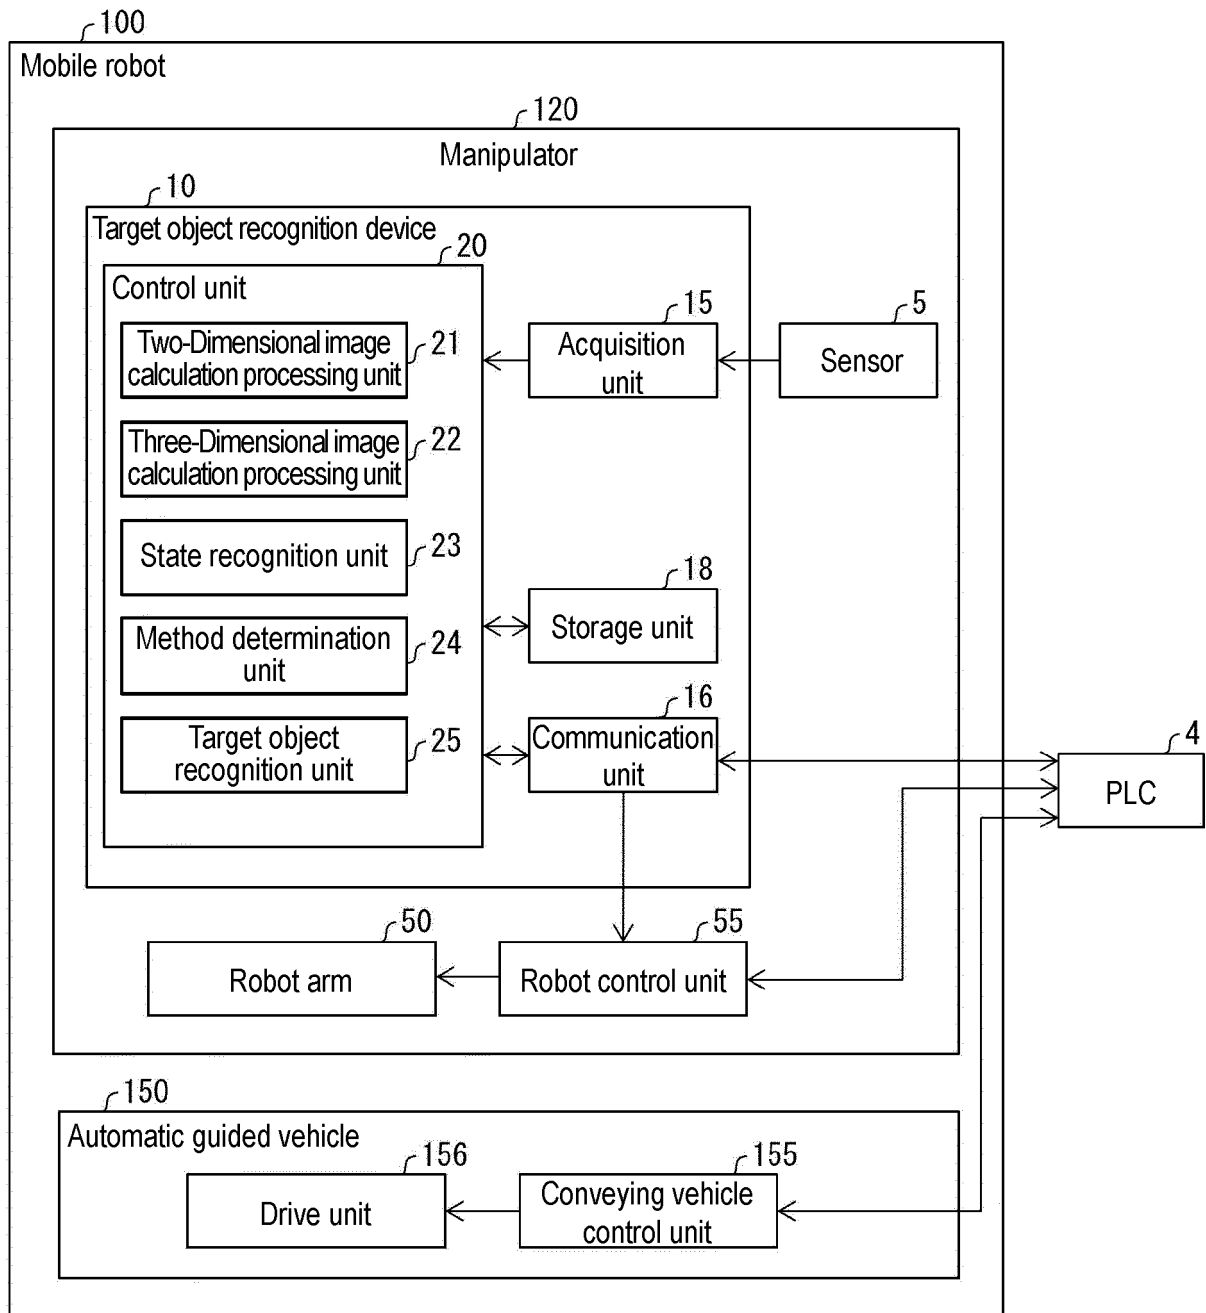 100
Mobile robot
120
Manipulator
10
Target object recognition device
20
Control unit
Two-Dimensional image
calculation processing unit
21
15
Acquisition
unit
5
Sensor
Three-Dimensional image
calculation processing unit
22
State recognition unit
23
18
Storage unit
Method determination
unit
24
16
Communication
unit
Target object
recognition unit
25
4
PLC
50
Robot arm
55
Robot control unit
150
Automatic guided vehicle
156
Drive unit
155
Conveying vehicle
control unit